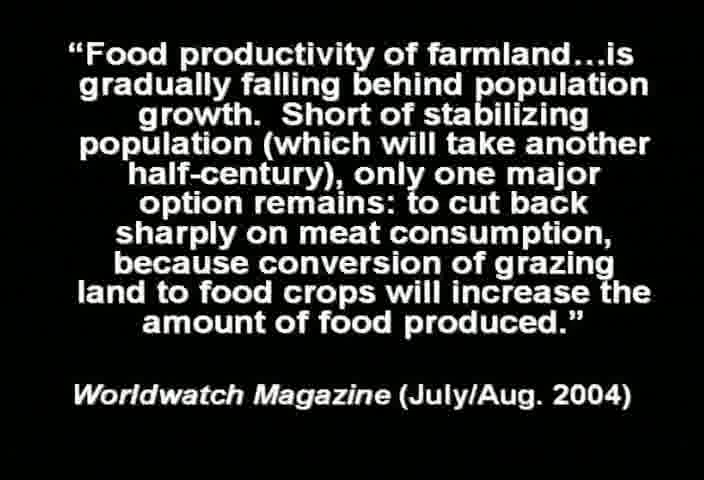 “Food productivity of farmland…is
gradually falling behind population
growth.  Short of stabilizing
population (which will take another
half-century), only one major
option remains: to cut back
sharply on meat consumption,
because conversion of grazing
land to food crops will increase the
amount of food produced.”
Worldwatch Magazine (July/Aug. 2004)